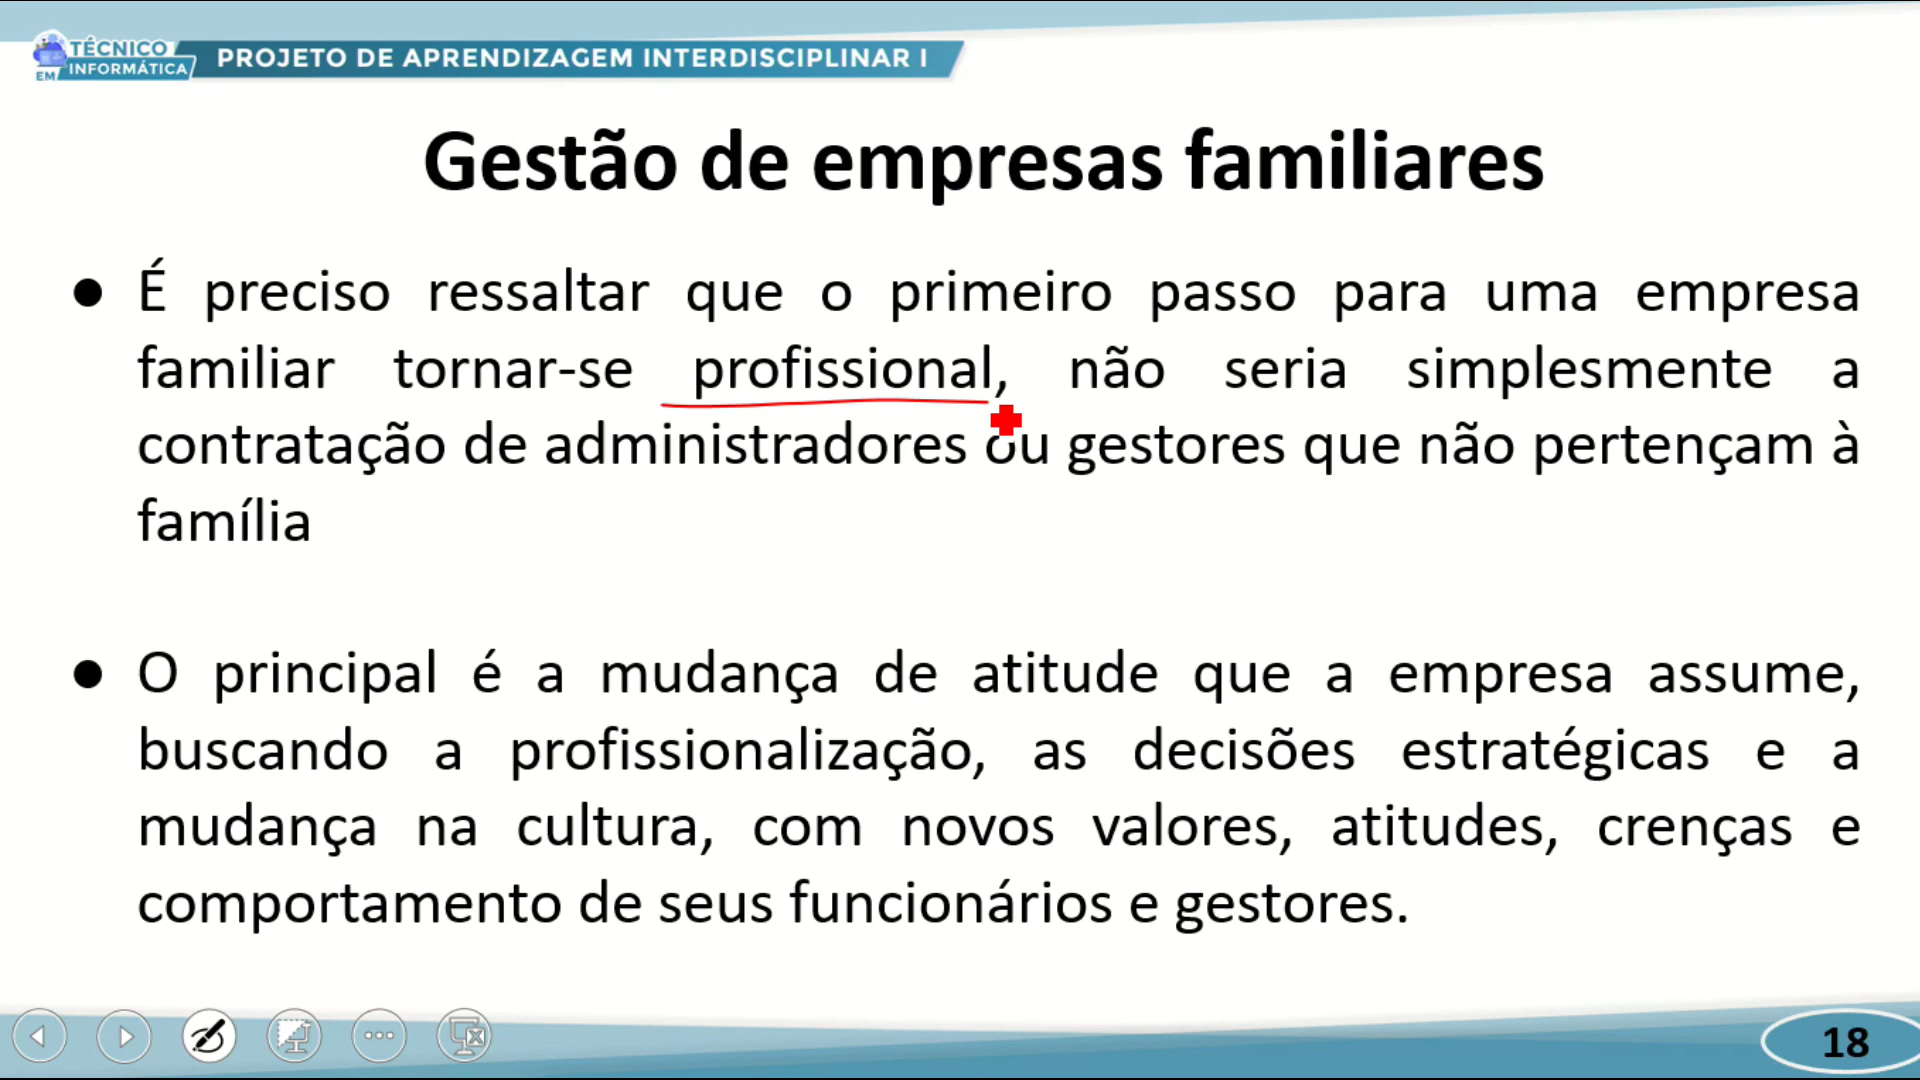 TÉCNICO
EM INFORMÁTICA
PROJETO DE APRENDIZAGEM INTERDISCIPLINAR I
Gestão de empresas familiares
● É preciso ressaltar que o primeiro passo para uma empresa
familiar tornar-se profissional, não seria simplesmente a
contratação de administradores ou gestores que não pertençam à
família
● O principal é a mudança de atitude que a empresa assume,
buscando a profissionalização, as decisões estratégicas e a
mudança na cultura, com novos valores, atitudes, crenças e
comportamento de seus funcionários e gestores.
18